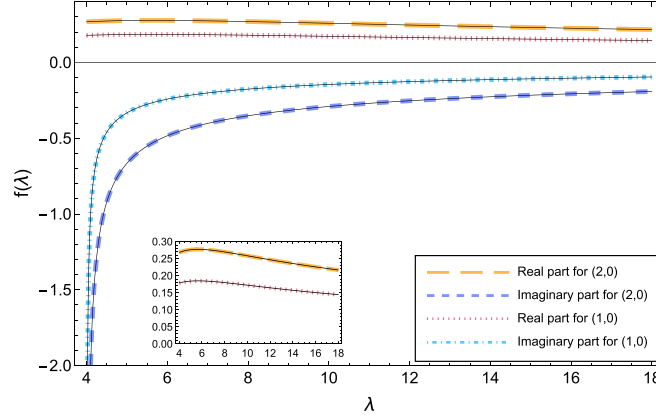 0.0
−0.5
−1.0
−1.5
−2.0
f(λ)
4
6
8
10
12
14
16
18
λ
0.30
0.25
0.20
0.15
0.10
0.05
0.00
4 6 8 10 12 14 16 18
Real part for (2,0)
Imaginary part for (2,0)
Real part for (1,0)
Imaginary part for (1,0)